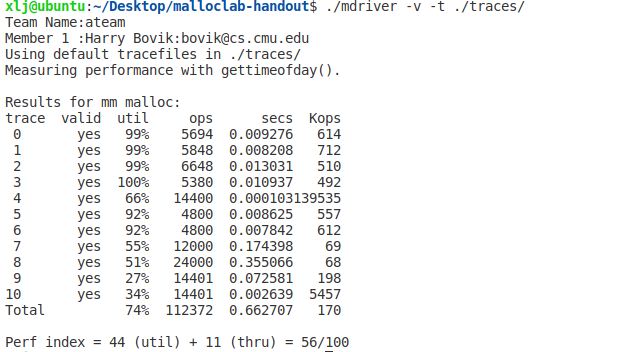 xlj@ubuntu:~/Desktop/malloclab-handout$ ./mdriver -v -t ./traces/
Team Name:ateam
Member 1 :Harry Bovik:bovik@cs.cmu.edu
Using default tracefiles in ./traces/
Measuring performance with gettimeofday().

Results for mm malloc:
trace  valid  util     ops      secs  Kops
 0       yes   99%    5694  0.009276   614
 1       yes   99%    5848  0.008208   712
 2       yes   99%    6648  0.013031   510
 3       yes  100%    5380  0.010937   492
 4       yes   66%   14400  0.000103139535
 5       yes   92%    4800  0.008625   557
 6       yes   92%    4800  0.007842   612
 7       yes   55%   12000  0.174398    69
 8       yes   51%   24000  0.355066    68
 9       yes   27%   14401  0.072581   198
10       yes   34%   14401  0.002639  5457
Total          74%  112372  0.662707   170

Perf index = 44 (util) + 11 (thru) = 56/100